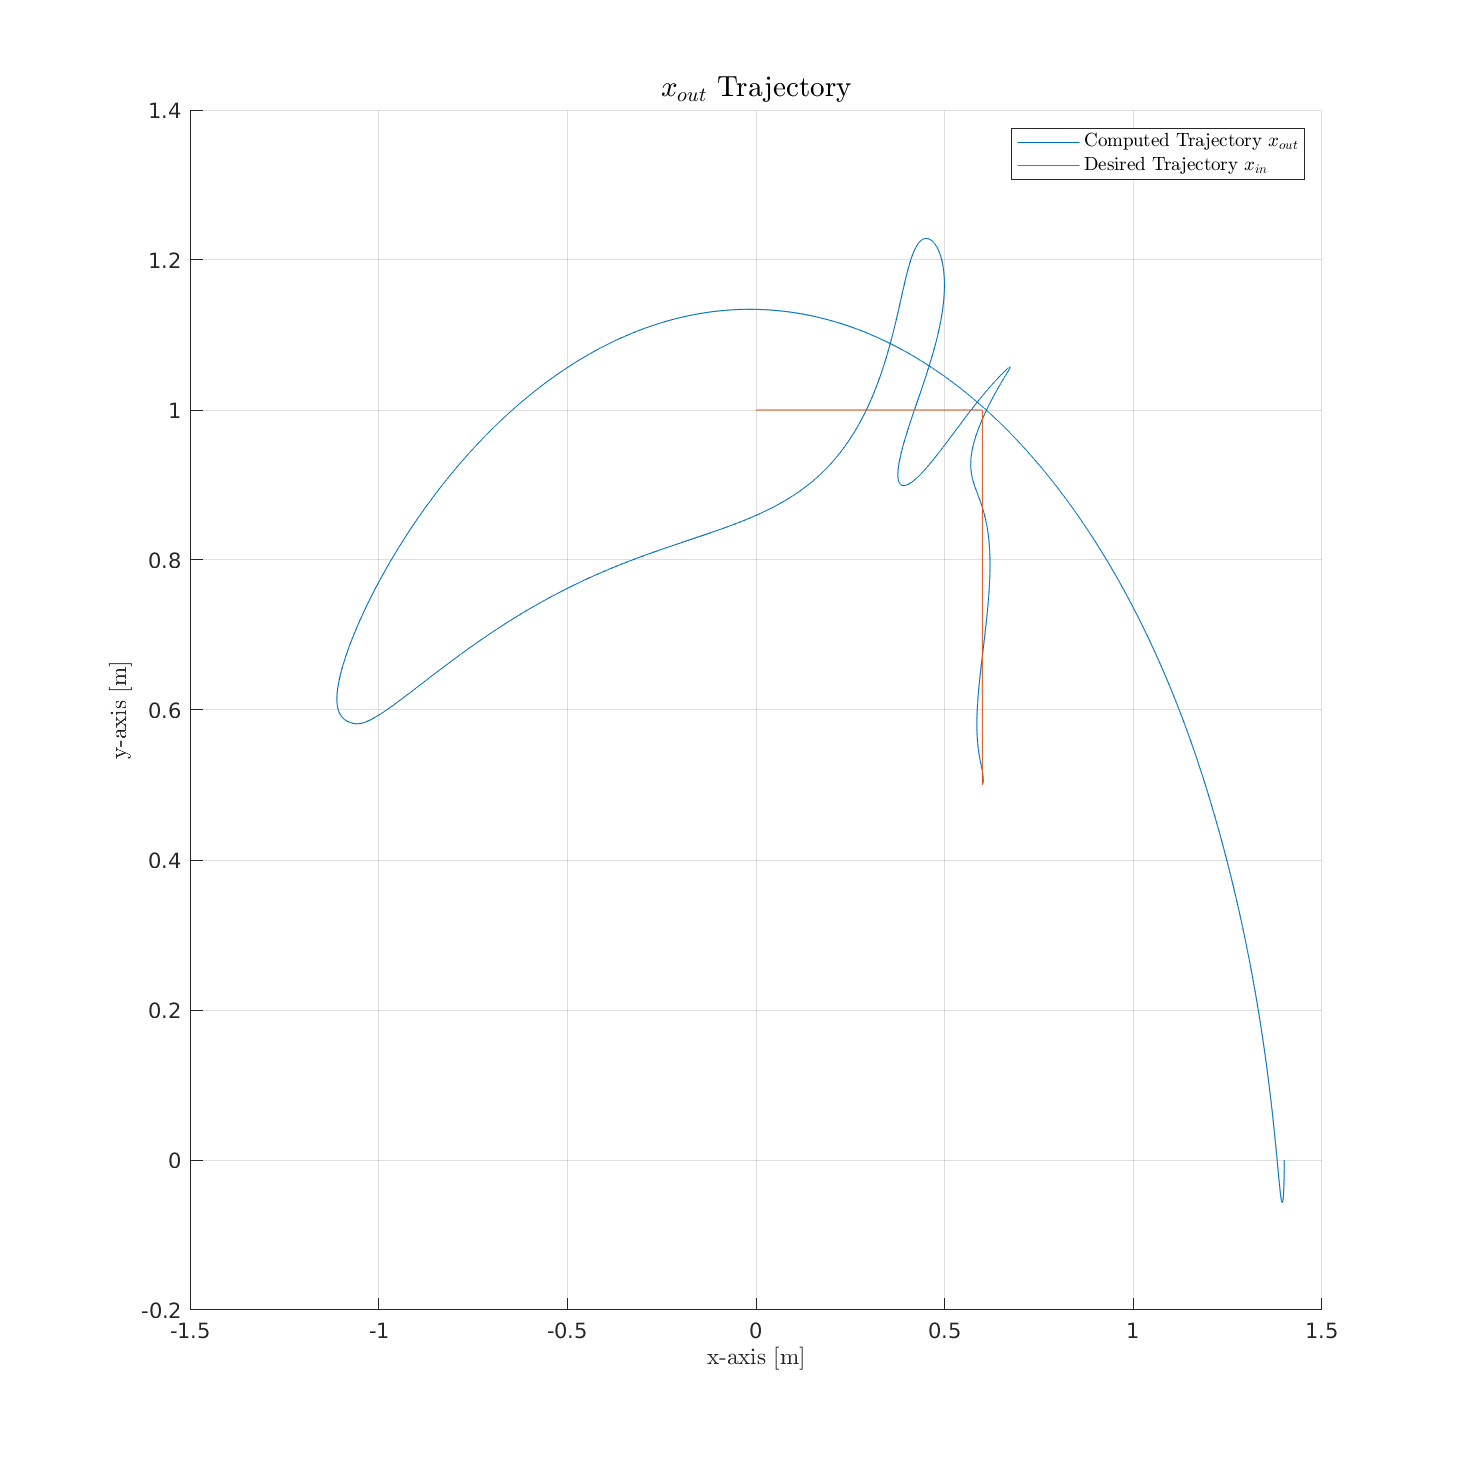 x_out Trajectory
Computed Trajectory x_out
Desired Trajectory x_in
1.4
1.2
1
0.8
0.6
0.4
0.2
0
-0.2
y-axis [m]
-1.5 -1 -0.5 0 0.5 1 1.5
x-axis [m]